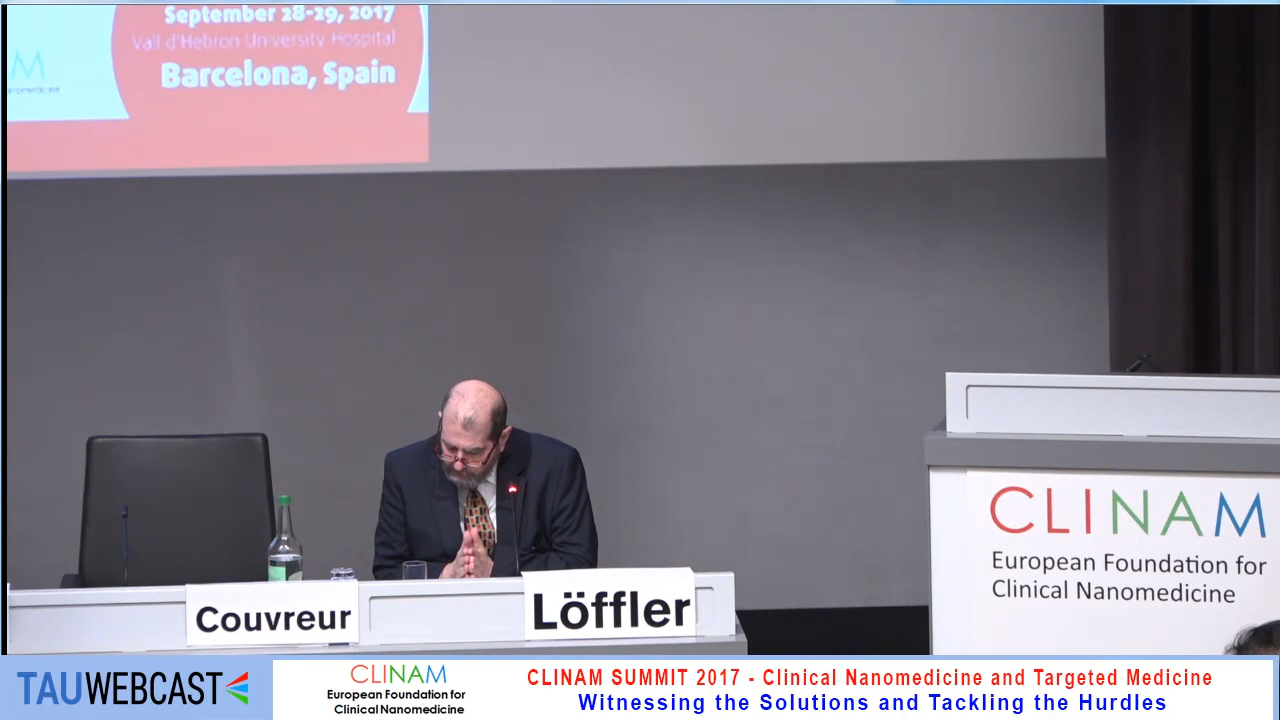 September 28-29, 2017
Vall d'Hebron University Hospital
Barcelona, Spain
AM
CLINAM
European Foundation for
Clinical Nanomedicine
Couvreur
Löffler
TAUWEBCAST
CLINAM
European Foundation for
Clinical Nanomedicine
CLINAM SUMMIT 2017 - Clinical Nanomedicine and Targeted Medicine
Witnessing the Solutions and Tackling the Hurdles